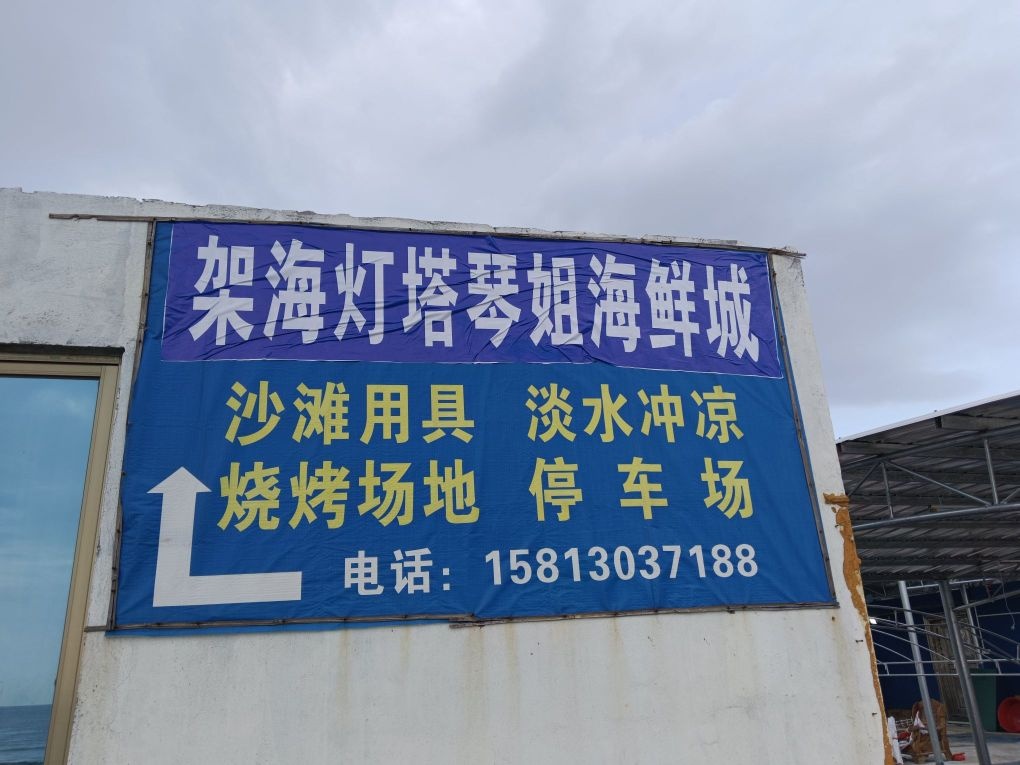 架海灯塔琴姐海鲜城
沙滩用具 淡水冲凉
烧烤场地 停车场
电话：15813037188